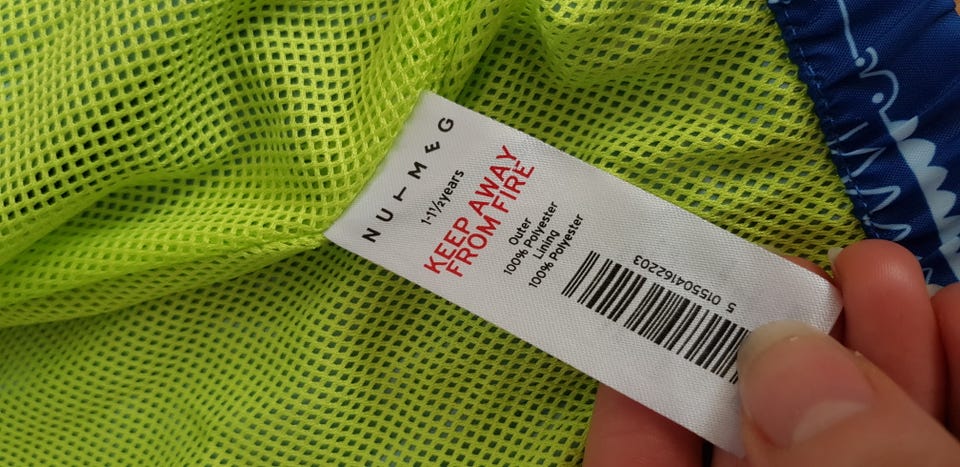 NUTMEG
1-1½years
KEEP AWAY
FROM FIRE
Outer
100% Polyester
Lining
100% Polyester
5 015504162203